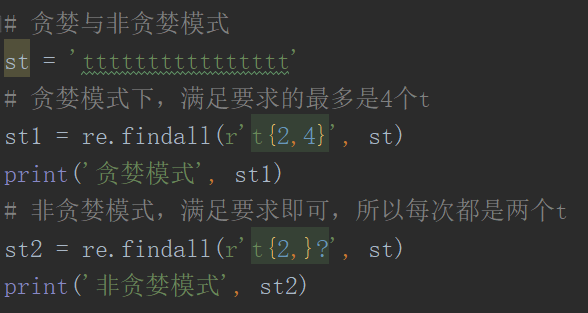 # 贪婪与非贪婪模式
st = 'tttttttttttttttt'
# 贪婪模式下，满足要求的最多是4个t
st1 = re.findall(r't{2,4}', st)
print('贪婪模式', st1)
# 非贪婪模式，满足要求即可，所以每次都是两个t
st2 = re.findall(r't{2,}?', st)
print('非贪婪模式', st2)